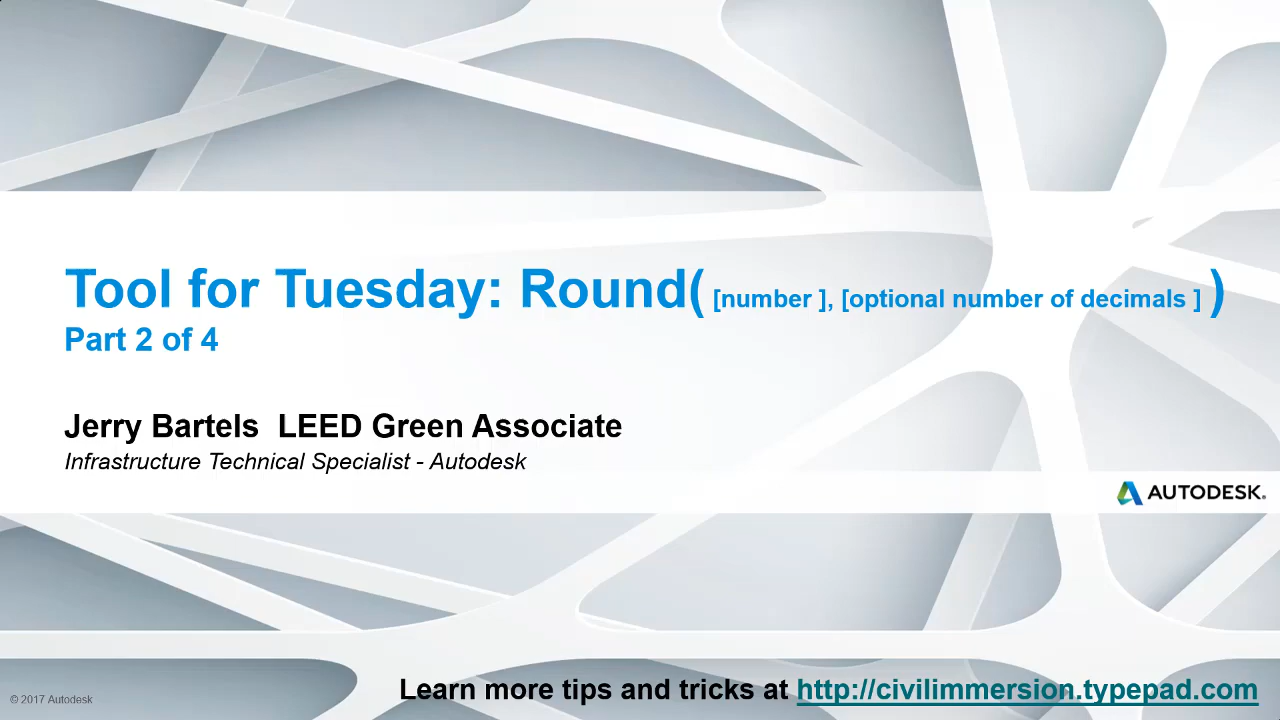 Tool for Tuesday: Round( [number ], [optional number of decimals ] )
Part 2 of 4
Jerry Bartels  LEED Green Associate
Infrastructure Technical Specialist - Autodesk
AUTODESK.
Learn more tips and tricks at http://civilimmersion.typepad.com
© 2017 Autodesk